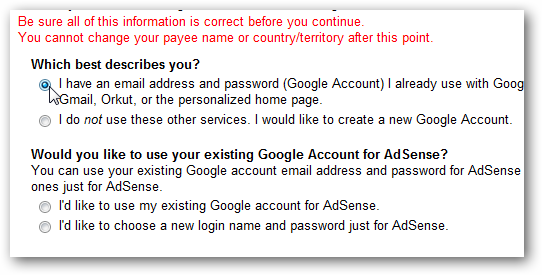 Be sure all of this information is correct before you continue.
You cannot change your payee name or country/territory after this point.
Which best describes you?
I have an email address and password (Google Account) I already use with Goog
Gmail, Orkut, or the personalized home page.
I do not use these other services. I would like to create a new Google Account.
Would you like to use your existing Google Account for AdSense?
You can use your existing Google account email address and password for AdSense
ones just for AdSense.
I'd like to use my existing Google account for AdSense.
I'd like to choose a new login name and password just for AdSense.